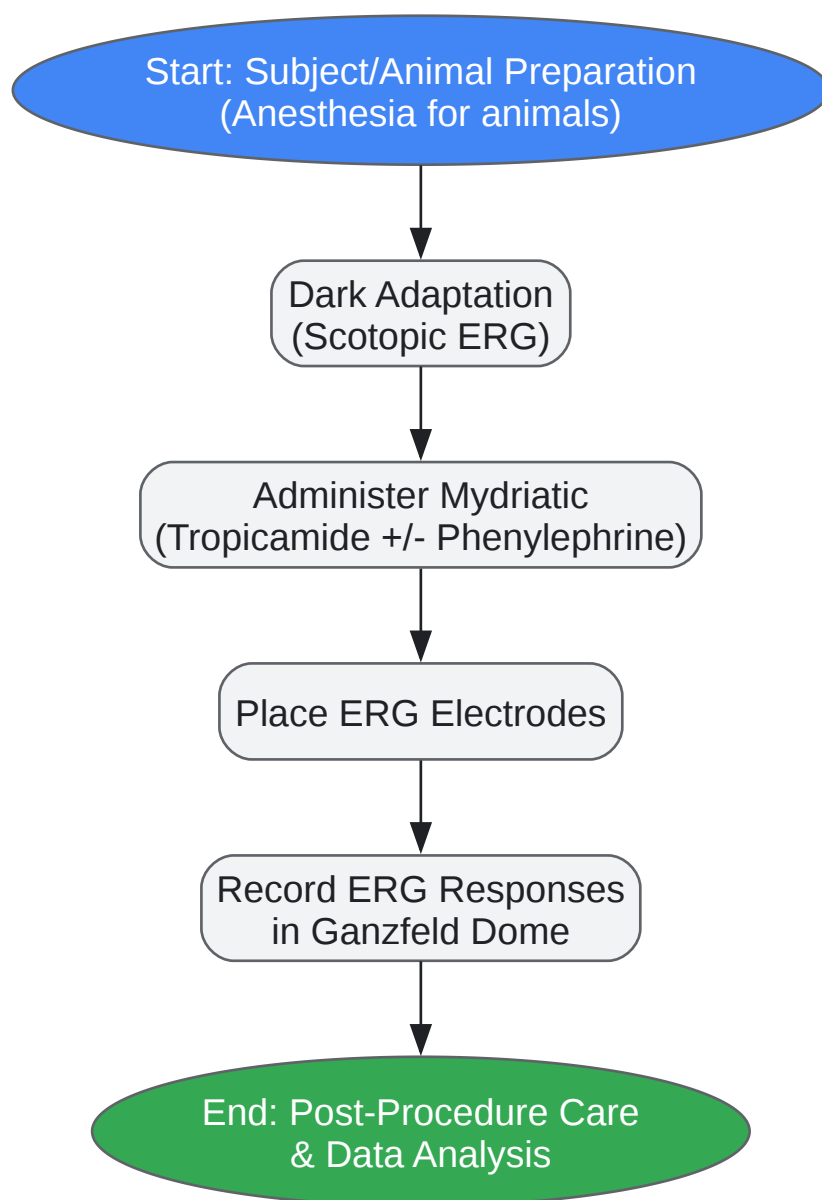 Start: Subject/Animal Preparation
(Anesthesia for animals)
Dark Adaptation
(Scotopic ERG)
Administer Mydriatic
(Tropicamide +/- Phenylephrine)
Place ERG Electrodes
Record ERG Responses
in Ganzfeld Dome
End: Post-Procedure Care
& Data Analysis